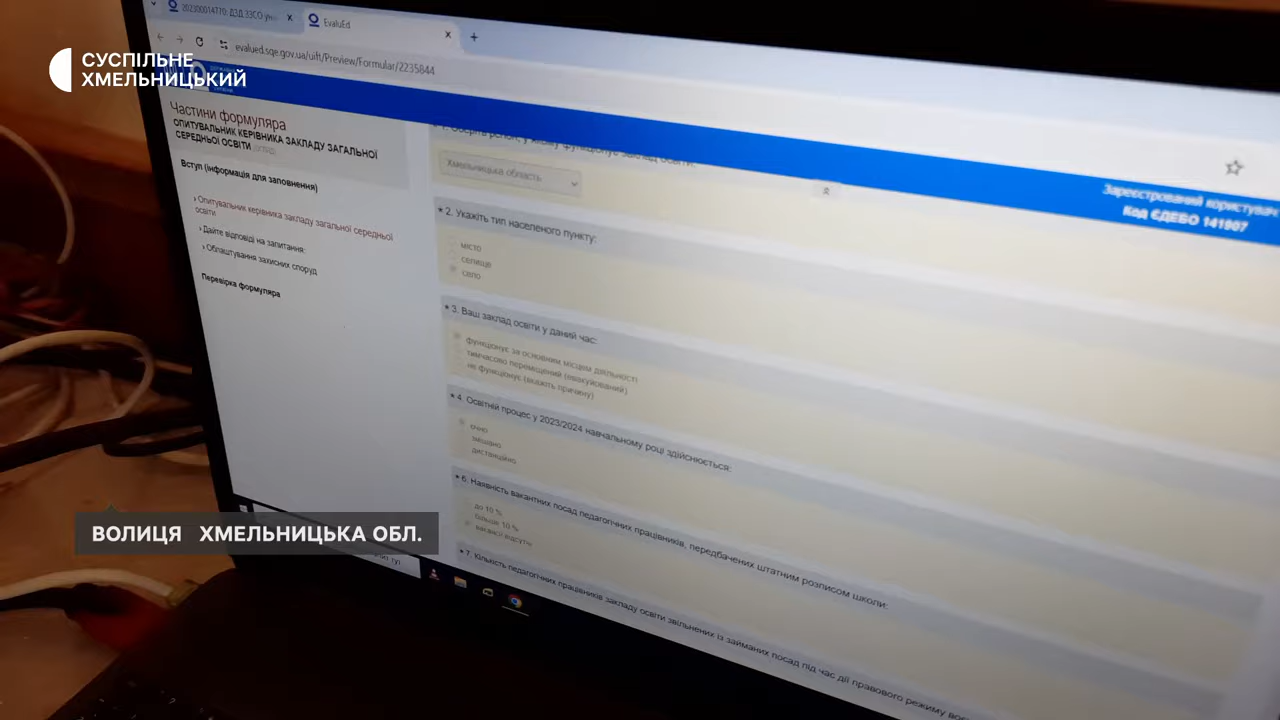 СУСПІЛЬНЕ
ХМЕЛЬНИЦЬКИЙ
202300014770: ДЗД ЗЗСО
EvaluEd
evalued.sqe.gov.ua/uift/Preview/Formular/2235844
Зареєстрований користувач
Код ЄДЕБО 141807
Частини формуляра
ОПИТУВАЛЬНИК КЕРІВНИКА ЗАКЛАДУ ЗАГАЛЬНОЇ
СЕРЕДНЬОЇ ОСВІТИ
Вступ (інформація для заповнення)
› Опитувальник керівника закладу загальної середньої
освіти
› Дайте відповіді на запитання:
› Облаштування захисних споруд
Перевірка формуляра
Хмельницька область
* 2. Укажіть тип населеного пункту:
місто
селище
село
* 3. Ваш заклад освіти у даний час:
функціонує за основним місцем діяльності
тимчасово переміщений (евакуйований)
не функціонує (вкажіть причину)
* 4. Освітній процес у 2023/2024 навчальному році здійснюється:
очно
змішано
дистанційно
* 6. Наявність вакантних посад педагогічних працівників, передбачених штатним розписом школи:
до 10 %
більше 10 %
вакансії відсутні
* 7. Кількість педагогічних працівників закладу освіти звільнених із займаних посад під час дії правового режиму
ВОЛИЦЯ ХМЕЛЬНИЦЬКА ОБЛ.